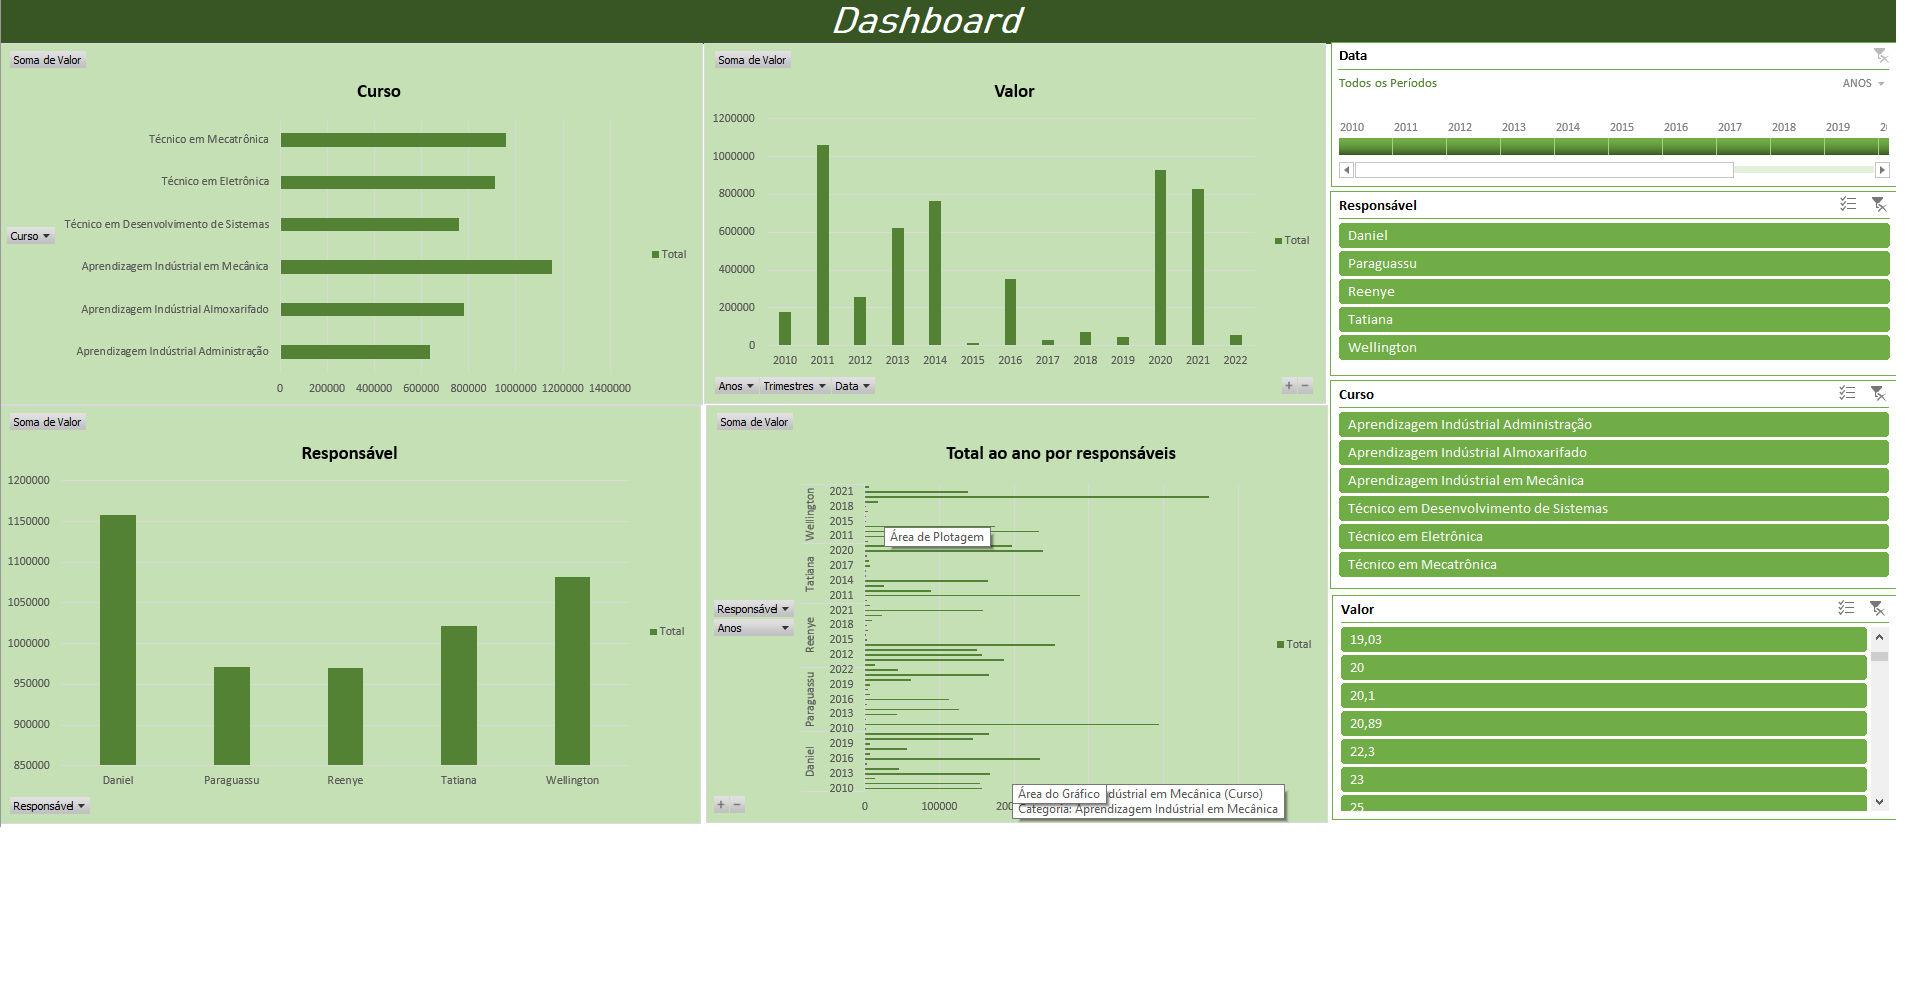 Dashboard
Soma de Valor
Curso
Técnico em Mecatrônica
Técnico em Eletrônica
Técnico em Desenvolvimento de Sistemas
Aprendizagem Indústrial em Mecânica
Aprendizagem Indústrial Almoxarifado
Aprendizagem Indústrial Administração
0 200000 400000 600000 800000 1000000 1200000 1400000
Curso
Total
Soma de Valor
Valor
1200000
1000000
800000
600000
400000
200000
0
2010 2011 2012 2013 2014 2015 2016 2017 2018 2019 2020 2021 2022
Total
Anos Trimestres Data
+ −
Soma de Valor
Responsável
1200000
1150000
1100000
1050000
1000000
950000
900000
850000
Daniel Paraguassu Reenye Tatiana Wellington
Total
Responsável
Soma de Valor
Total ao ano por responsáveis
Wellington
2021
2018
2015
2011
Área de Plotagem
Tatiana
2020
2017
2014
2011
Reenye
2021
2018
2015
2012
Paraguassu
2022
2019
2016
2013
2010
Daniel
2019
2016
2013
2010
Responsável
Anos
Total
+ −
0 100000
Área do Gráfico
dústrial em Mecânica (Curso)
Categoria: Aprendizagem Indústrial em Mecânica
Data
Todos os Períodos
ANOS
2010 2011 2012 2013 2014 2015 2016 2017 2018 2019
Responsável
Daniel
Paraguassu
Reenye
Tatiana
Wellington
Curso
Aprendizagem Indústrial Administração
Aprendizagem Indústrial Almoxarifado
Aprendizagem Indústrial em Mecânica
Técnico em Desenvolvimento de Sistemas
Técnico em Eletrônica
Técnico em Mecatrônica
Valor
19,03
20
20,1
20,89
22,3
23
25